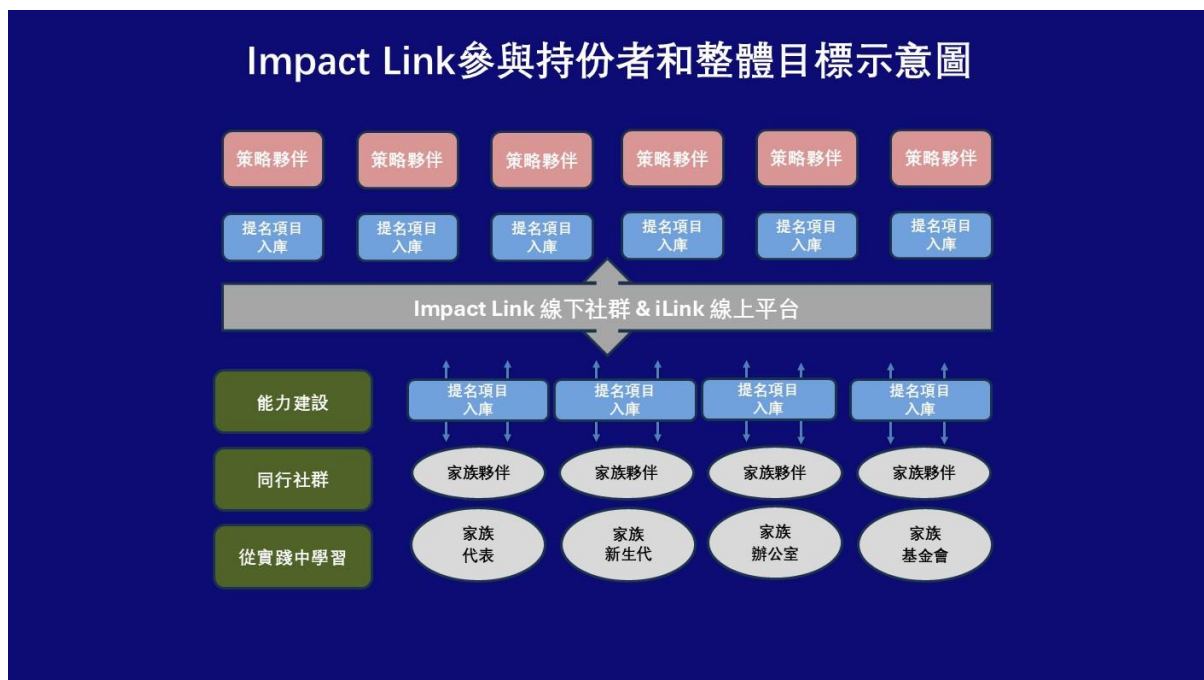 Impact Link參與持份者和整體目標示意圖
策略夥伴
策略夥伴
策略夥伴
策略夥伴
策略夥伴
策略夥伴
提名項目
入庫
提名項目
入庫
提名項目
入庫
提名項目
入庫
提名項目
入庫
提名項目
入庫
Impact Link 線下社群 & iLink 線上平台
能力建設
提名項目
入庫
提名項目
入庫
提名項目
入庫
提名項目
入庫
同行社群
家族夥伴
家族夥伴
家族夥伴
家族夥伴
從實踐中學習
家族
代表
家族
新生代
家族
辦公室
家族
基金會